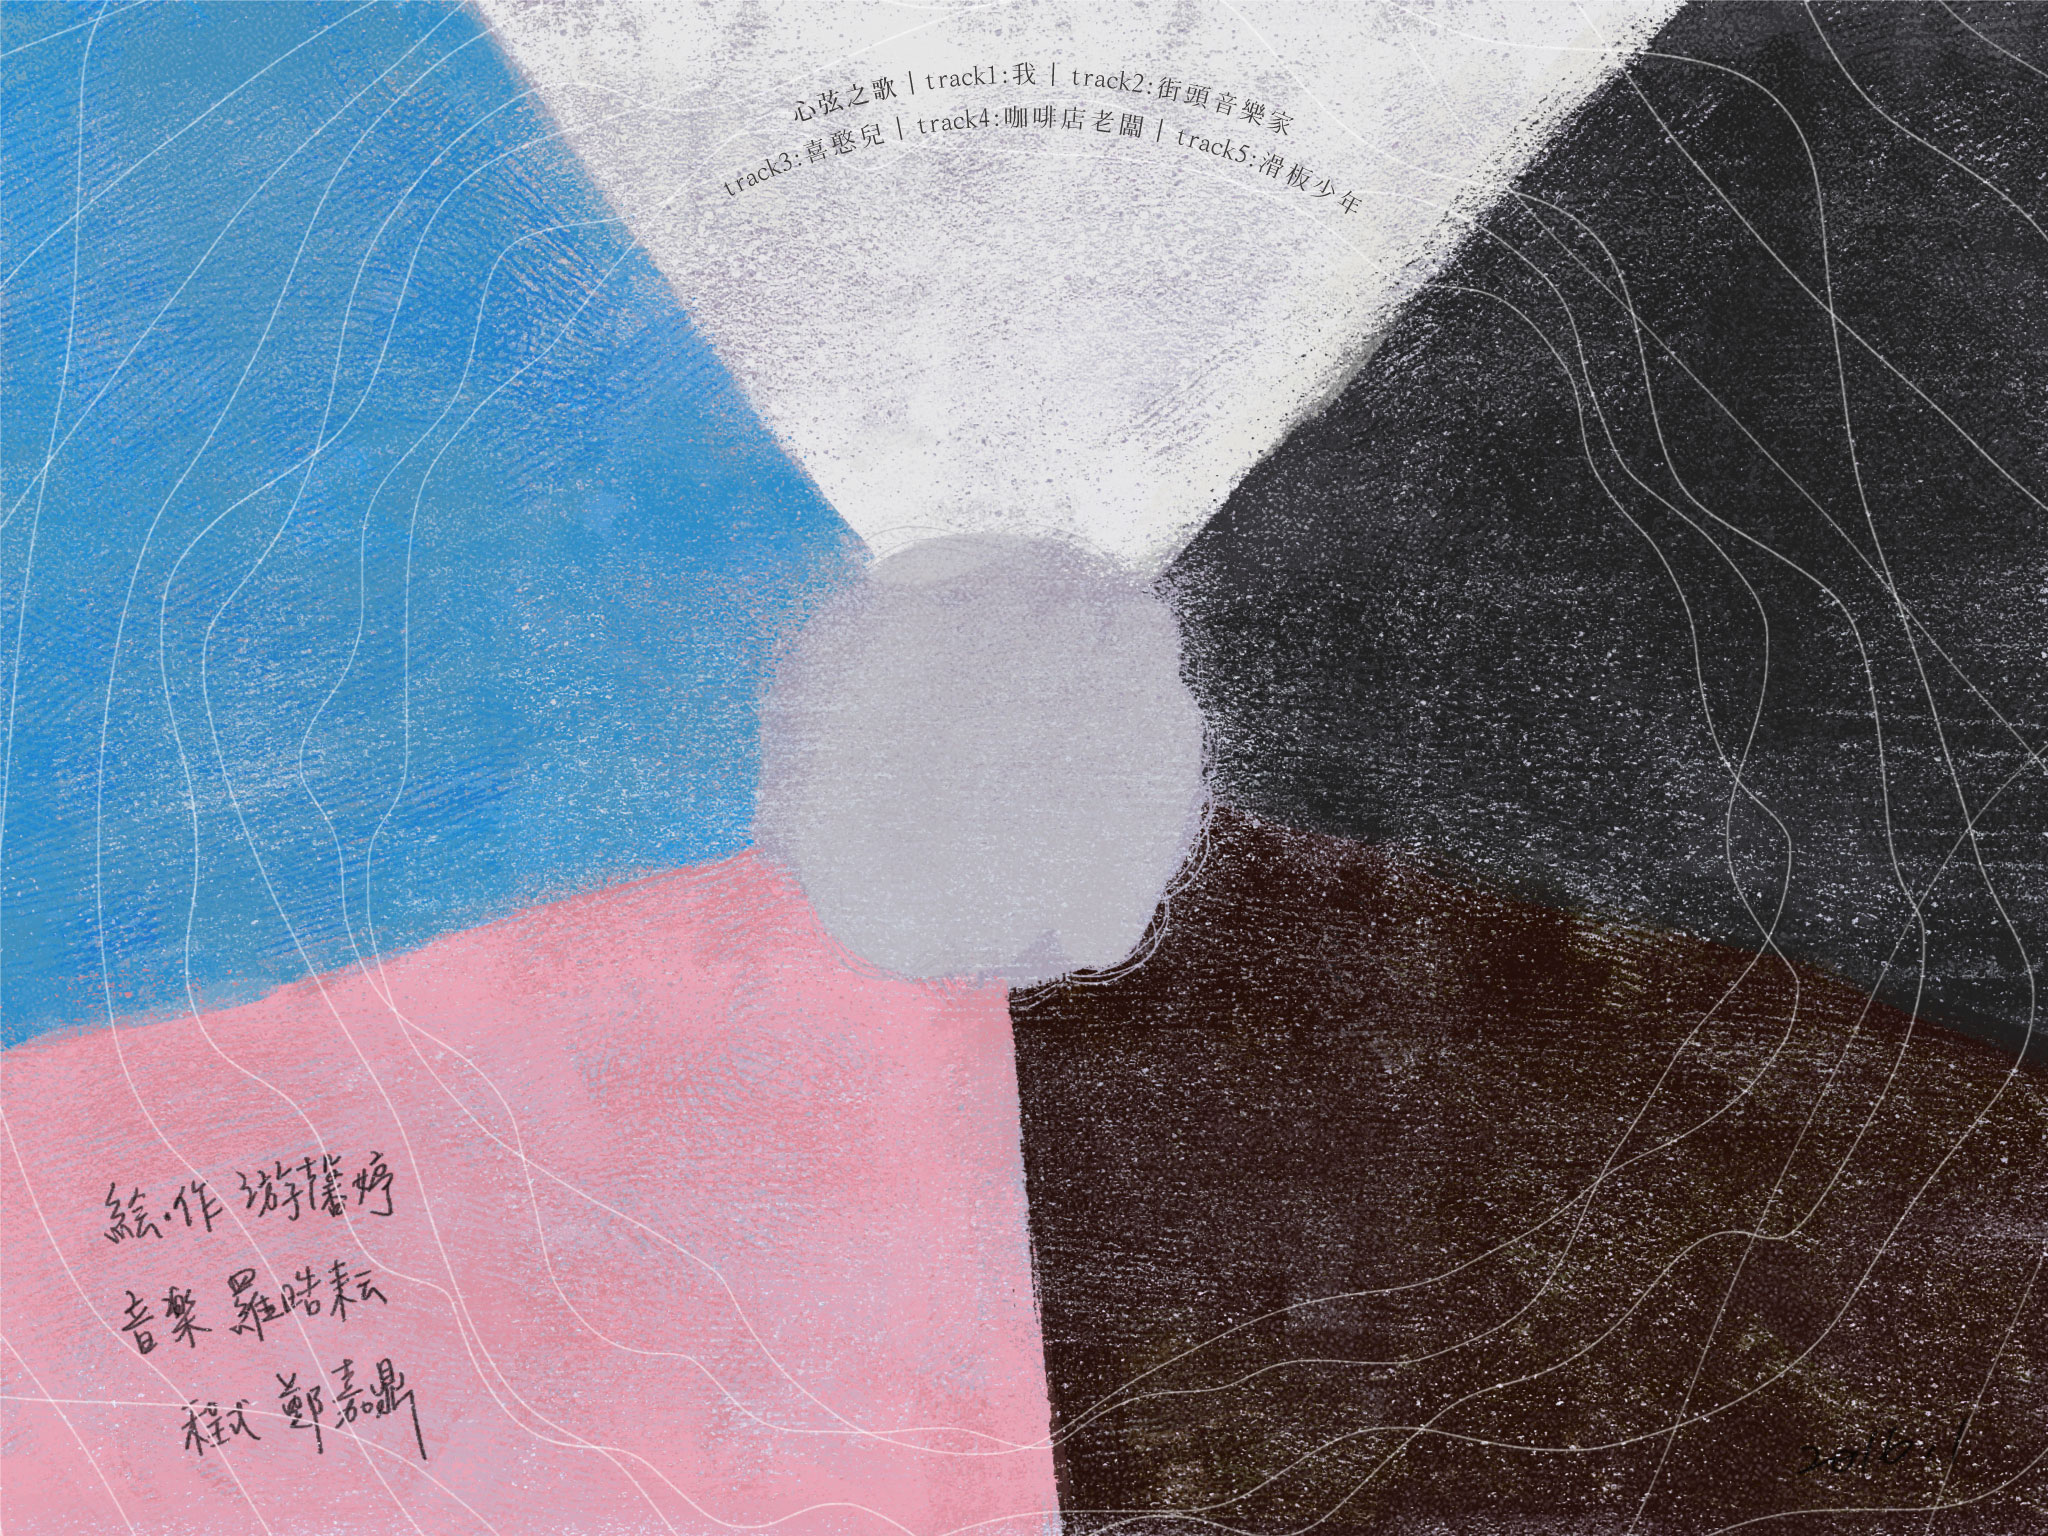 心弦之歌｜track1:我｜track2:街頭音樂家
track3:喜憨兒｜track4:咖啡店老闆｜track5:滑板少年
絵·作 游馨婷
音樂 羅晧耘
程式 鄭嘉鼎